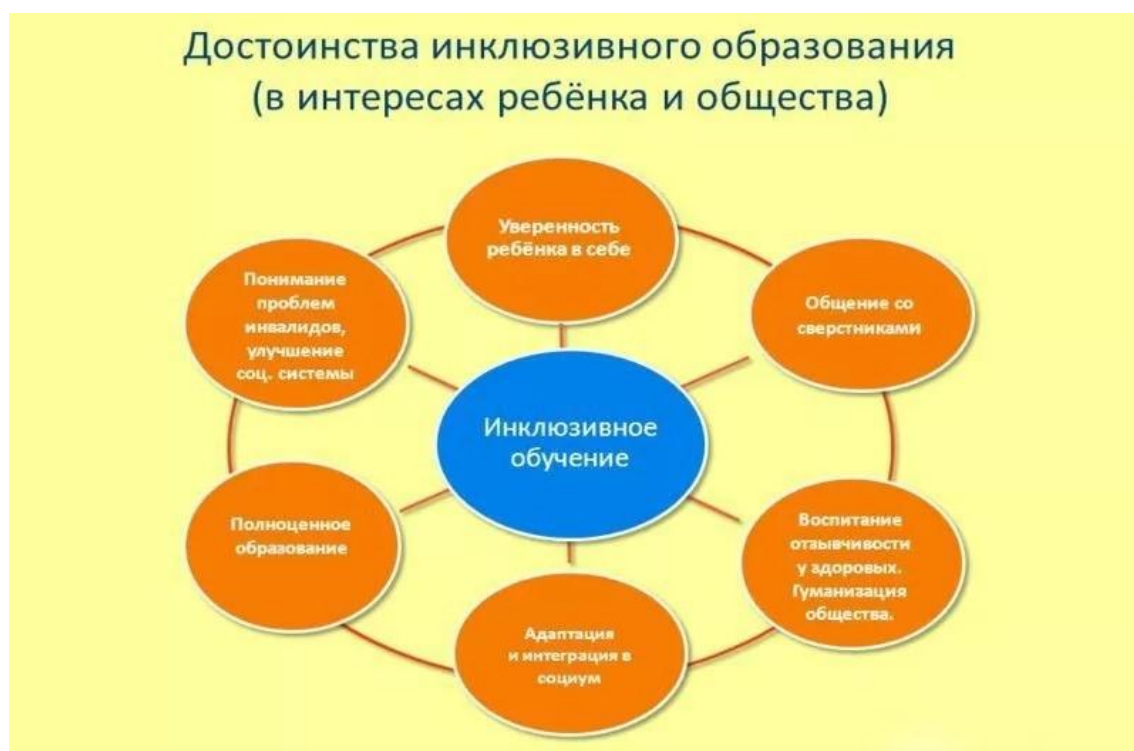 Достоинства инклюзивного образования
(в интересах ребёнка и общества)
Уверенность
ребёнка в себе
Общение со
сверстниками
Воспитание
отзывчивости
у здоровых.
Гуманизация
общества.
Адаптация
и интеграция в
социум
Полноценное
образование
Понимание
проблем
инвалидов,
улучшение
соц. системы
Инклюзивное
обучение